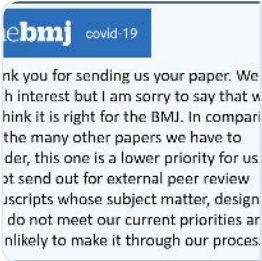 ebmj covid-19
nk you for sending us your paper. We
h interest but I am sorry to say that w
hink it is right for the BMJ. In compari
the many other papers we have to
der, this one is a lower priority for us
ot send out for external peer review
uscripts whose subject matter, design
do not meet our current priorities ar
nlikely to make it through our proces